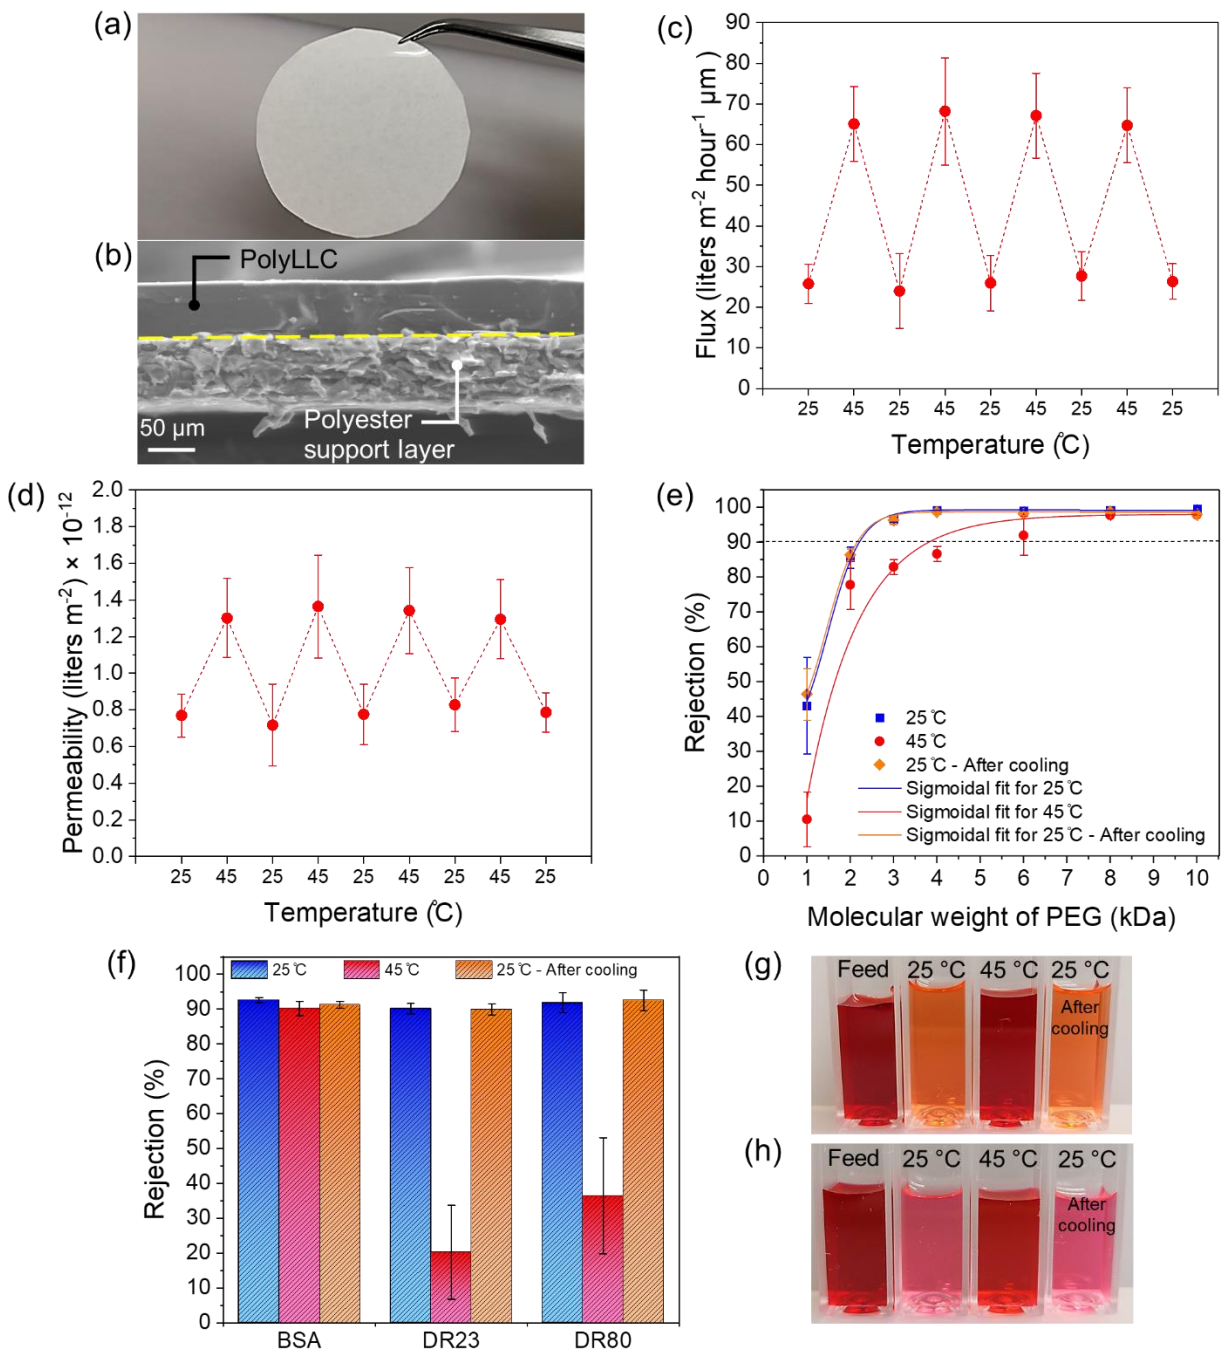 (a)
(b)
PolyLLC
Polyester
support layer
50 µm
(c)
Flux (liters m⁻² hour⁻¹ µm)
90
80
70
60
50
40
30
20
10
0
25 45 25 45 25 45 25 45 25
Temperature (℃)
(d)
Permeability (liters m⁻²) × 10⁻¹²
2.0
1.8
1.6
1.4
1.2
1.0
0.8
0.6
0.4
0.2
0.0
25 45 25 45 25 45 25 45 25
Temperature (℃)
(e)
Rejection (%)
100
90
80
70
60
50
40
30
20
10
0
25℃
45℃
25℃ - After cooling
Sigmoidal fit for 25℃
Sigmoidal fit for 45℃
Sigmoidal fit for 25℃ - After cooling
0 1 2 3 4 5 6 7 8 9 10
Molecular weight of PEG (kDa)
(f)
Rejection (%)
25℃ 45℃ 25℃ - After cooling
100
90
80
70
60
50
40
30
20
10
0
BSA DR23 DR80
(g)
Feed 25 °C 45 °C 25 °C
After
cooling
(h)
Feed 25 °C 45 °C 25 °C
After
cooling